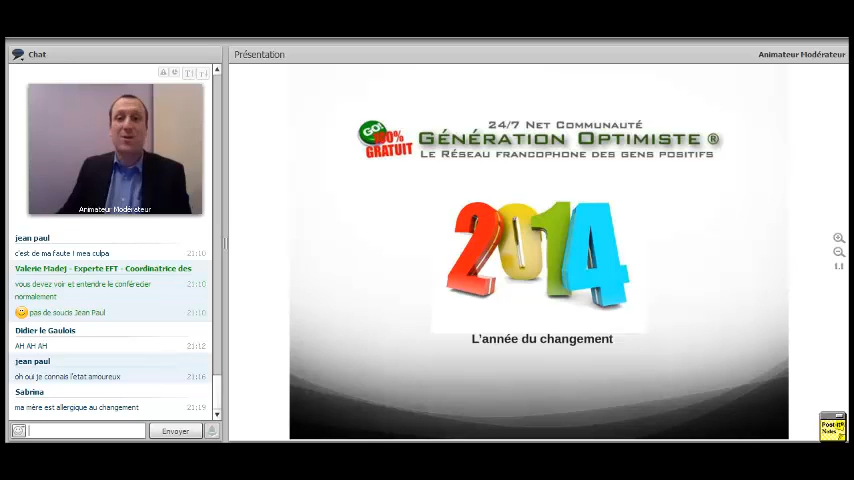 Chat
Animateur Modérateur
jean paul
c'est de ma faute ! mea culpa 21:10
Valerie Madej - Experte EFT - Coordinatrice des
vous devez voir et entendre le conférecier 21:10
normalement
pas de soucis Jean Paul 21:10
Didier le Gaulois
AH AH AH 21:12
jean paul
oh oui je connais l'etat amoureux 21:16
Sabrina
ma mère est allergique au changement 21:19
Envoyer
Présentation
Animateur Modérateur
GO!
100%
GRATUIT
24/7 Net Communauté
Génération Optimiste ®
Le Réseau francophone des gens positifs
2014
L'année du changement
1:1
Post-it®
Notes